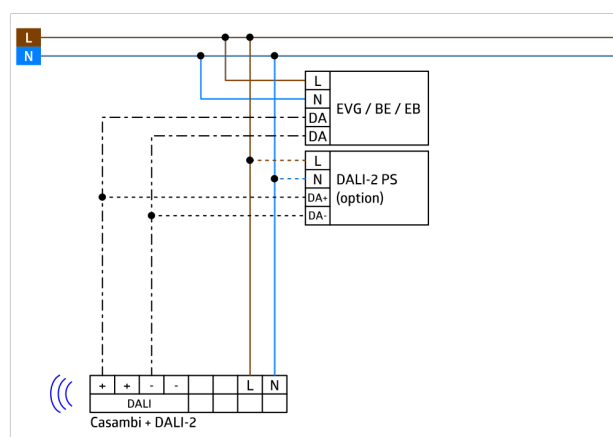 L
N
L
N
DA
DA
EVG / BE / EB
L
N
DA+
DA-
DALI-2 PS
(option)
+ + - - L N
DALI
Casambi + DALI-2